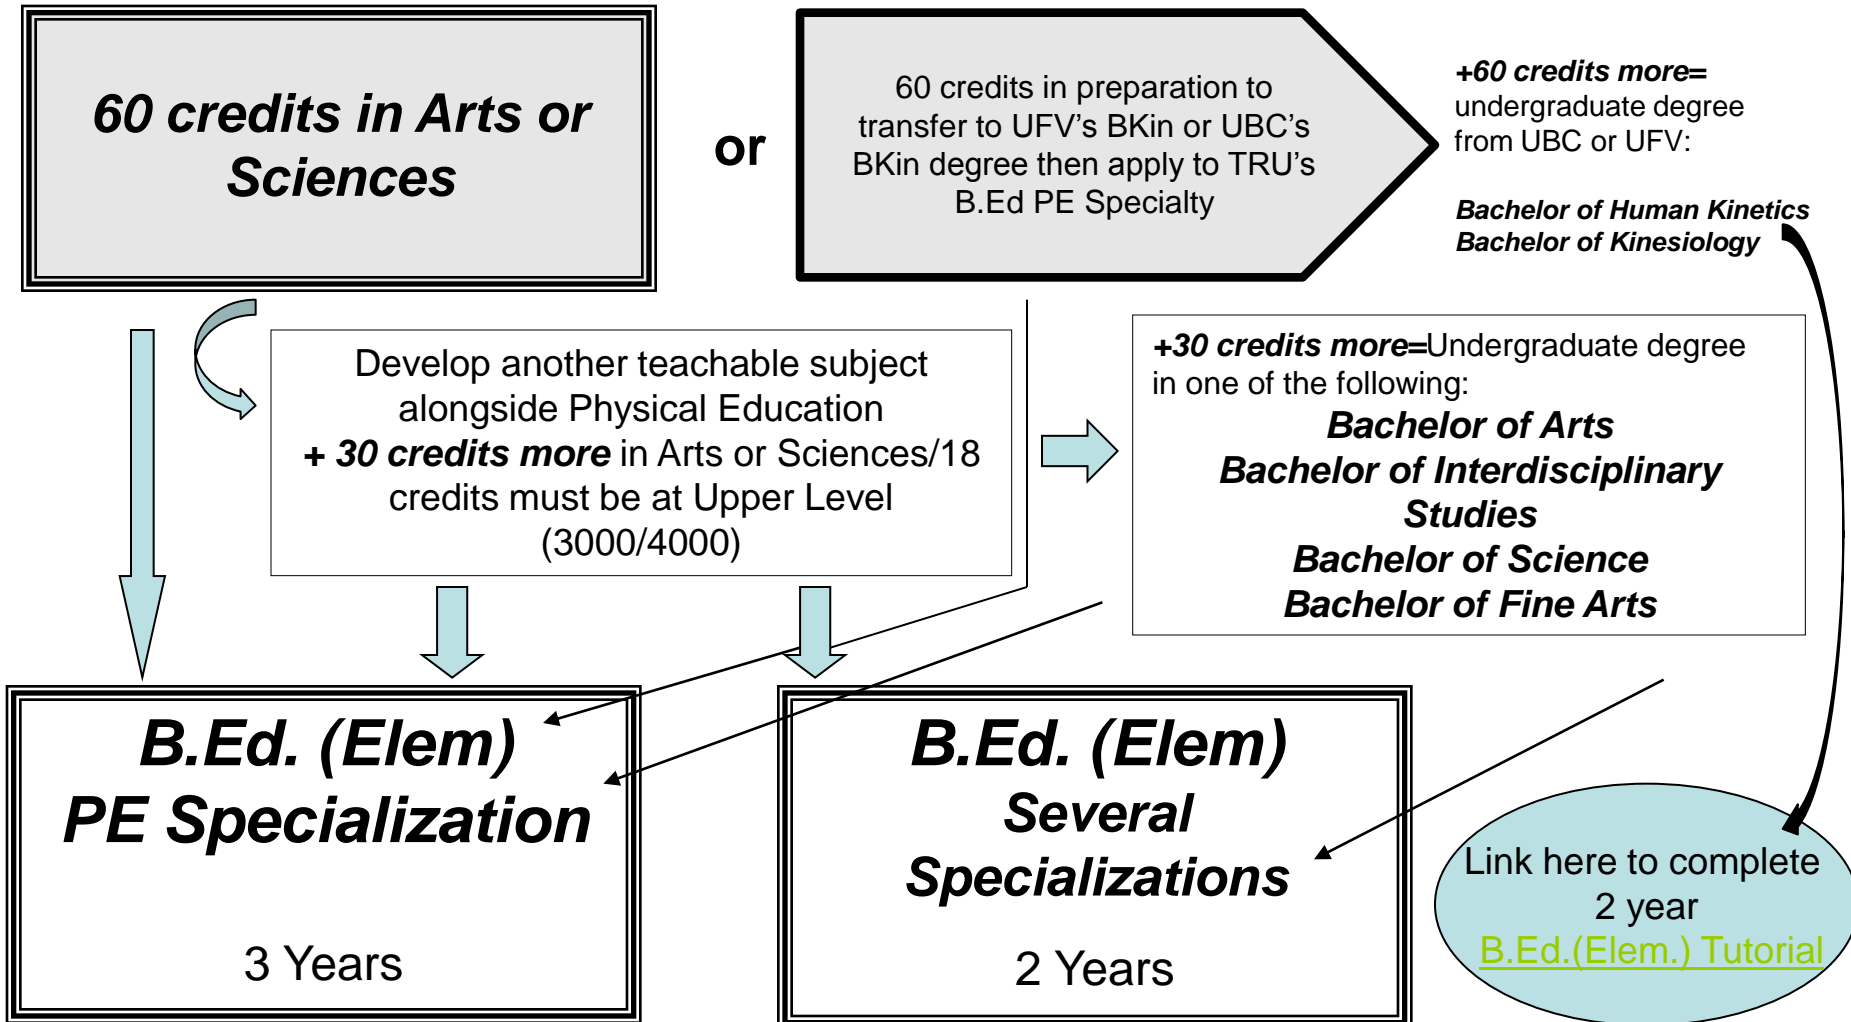 60 credits in Arts or
Sciences
or
60 credits in preparation to
transfer to UFV’s BKin or UBC’s
BKin degree then apply to TRU’s
B.Ed PE Specialty
+60 credits more=
undergraduate degree
from UBC or UFV:
Bachelor of Human Kinetics
Bachelor of Kinesiology
Develop another teachable subject
alongside Physical Education
+ 30 credits more in Arts or Sciences/18
credits must be at Upper Level
(3000/4000)
+30 credits more=Undergraduate degree
in one of the following:
Bachelor of Arts
Bachelor of Interdisciplinary
Studies
Bachelor of Science
Bachelor of Fine Arts
B.Ed. (Elem)
PE Specialization
3 Years
B.Ed. (Elem)
Several
Specializations
2 Years
Link here to complete
2 year
B.Ed.(Elem.) Tutorial